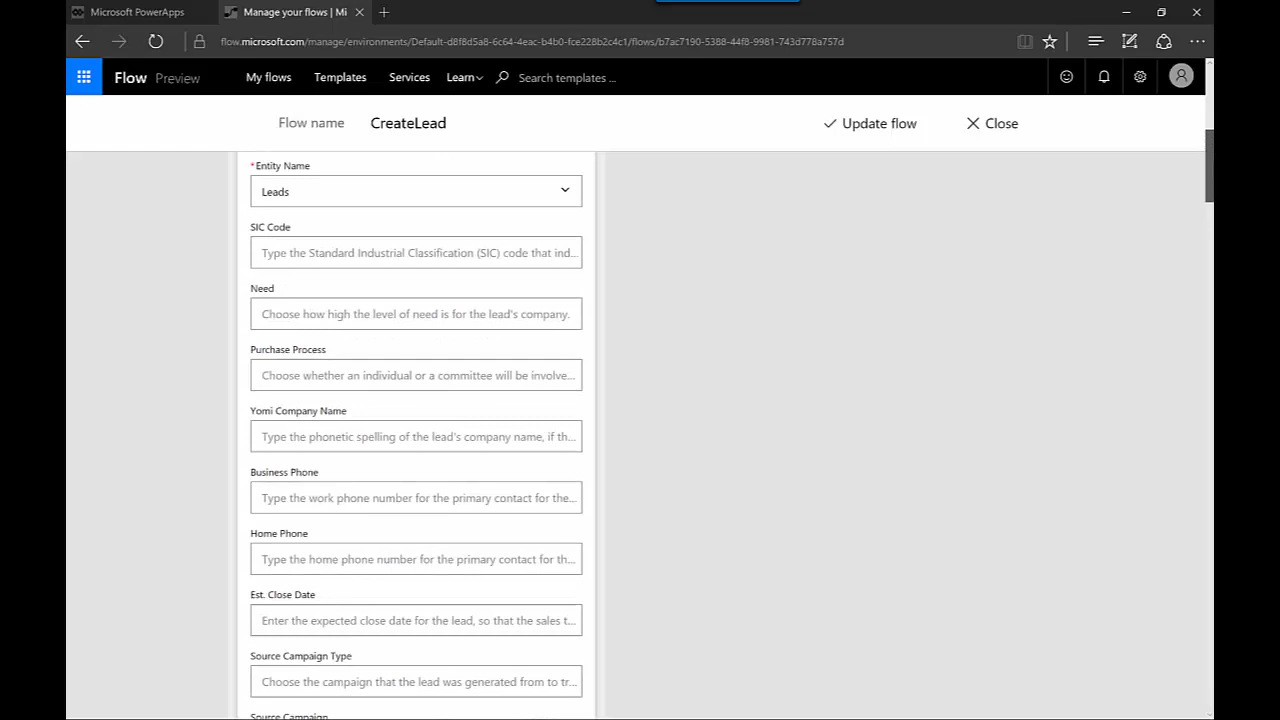 Microsoft PowerApps
Manage your flows | Mi
flow.microsoft.com/manage/environments/Default-d8f8d5a8-6c64-4eac-b4b0-fce228b2c4c1/flows/b7ac7190-5388-44f8-9981-743d778a757d
Flow Preview My flows Templates Services Learn Search templates ...
Flow name CreateLead Update flow Close
*Entity Name
Leads
SIC Code
Type the Standard Industrial Classification (SIC) code that ind...
Need
Choose how high the level of need is for the lead's company.
Purchase Process
Choose whether an individual or a committee will be involve...
Yomi Company Name
Type the phonetic spelling of the lead's company name, if th...
Business Phone
Type the work phone number for the primary contact for the...
Home Phone
Type the home phone number for the primary contact for th...
Est. Close Date
Enter the expected close date for the lead, so that the sales t...
Source Campaign Type
Choose the campaign that the lead was generated from to tr...
Source Campaign